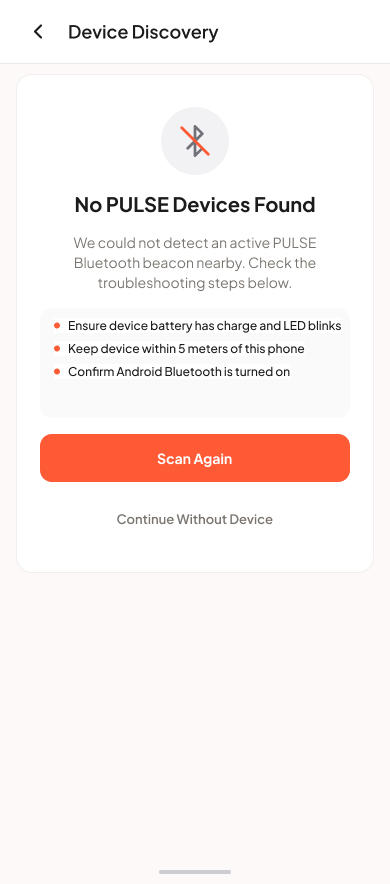 Device Discovery
No PULSE Devices Found
We could not detect an active PULSE
Bluetooth beacon nearby. Check the
troubleshooting steps below.
Ensure device battery has charge and LED blinks
Keep device within 5 meters of this phone
Confirm Android Bluetooth is turned on
Scan Again
Continue Without Device